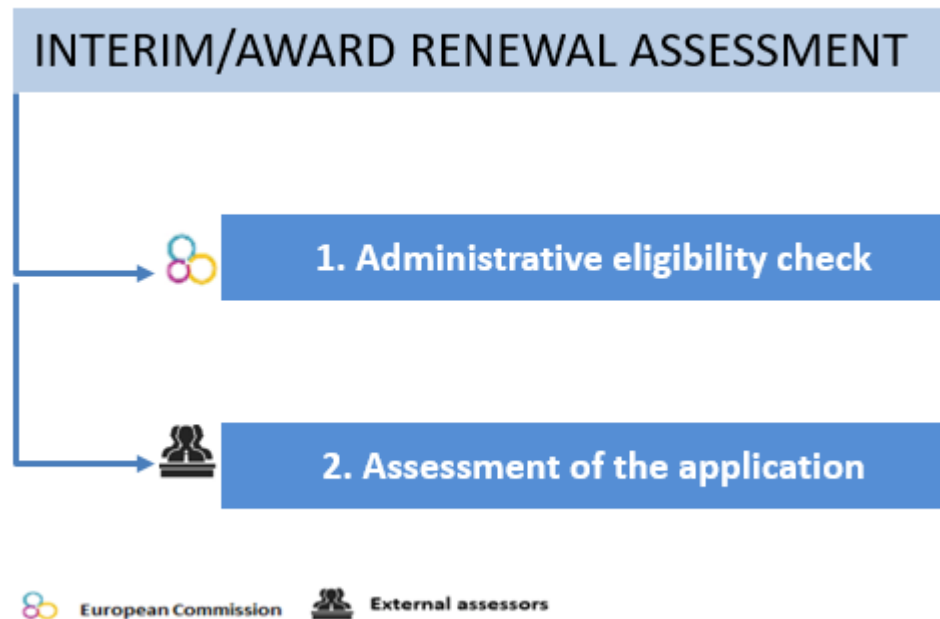 INTERIM/AWARD RENEWAL ASSESSMENT
1. Administrative eligibility check
2. Assessment of the application
European Commission External assessors